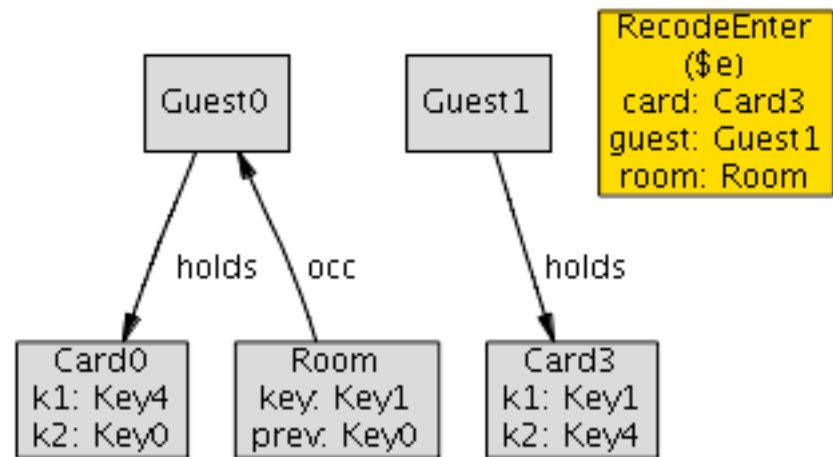 RecodeEnter
($e)
card: Card3
guest: Guest1
room: Room
Guest0
Guest1
holds
occ
holds
Card0
k1: Key4
k2: Key0
Room
key: Key1
prev: Key0
Card3
k1: Key1
k2: Key4